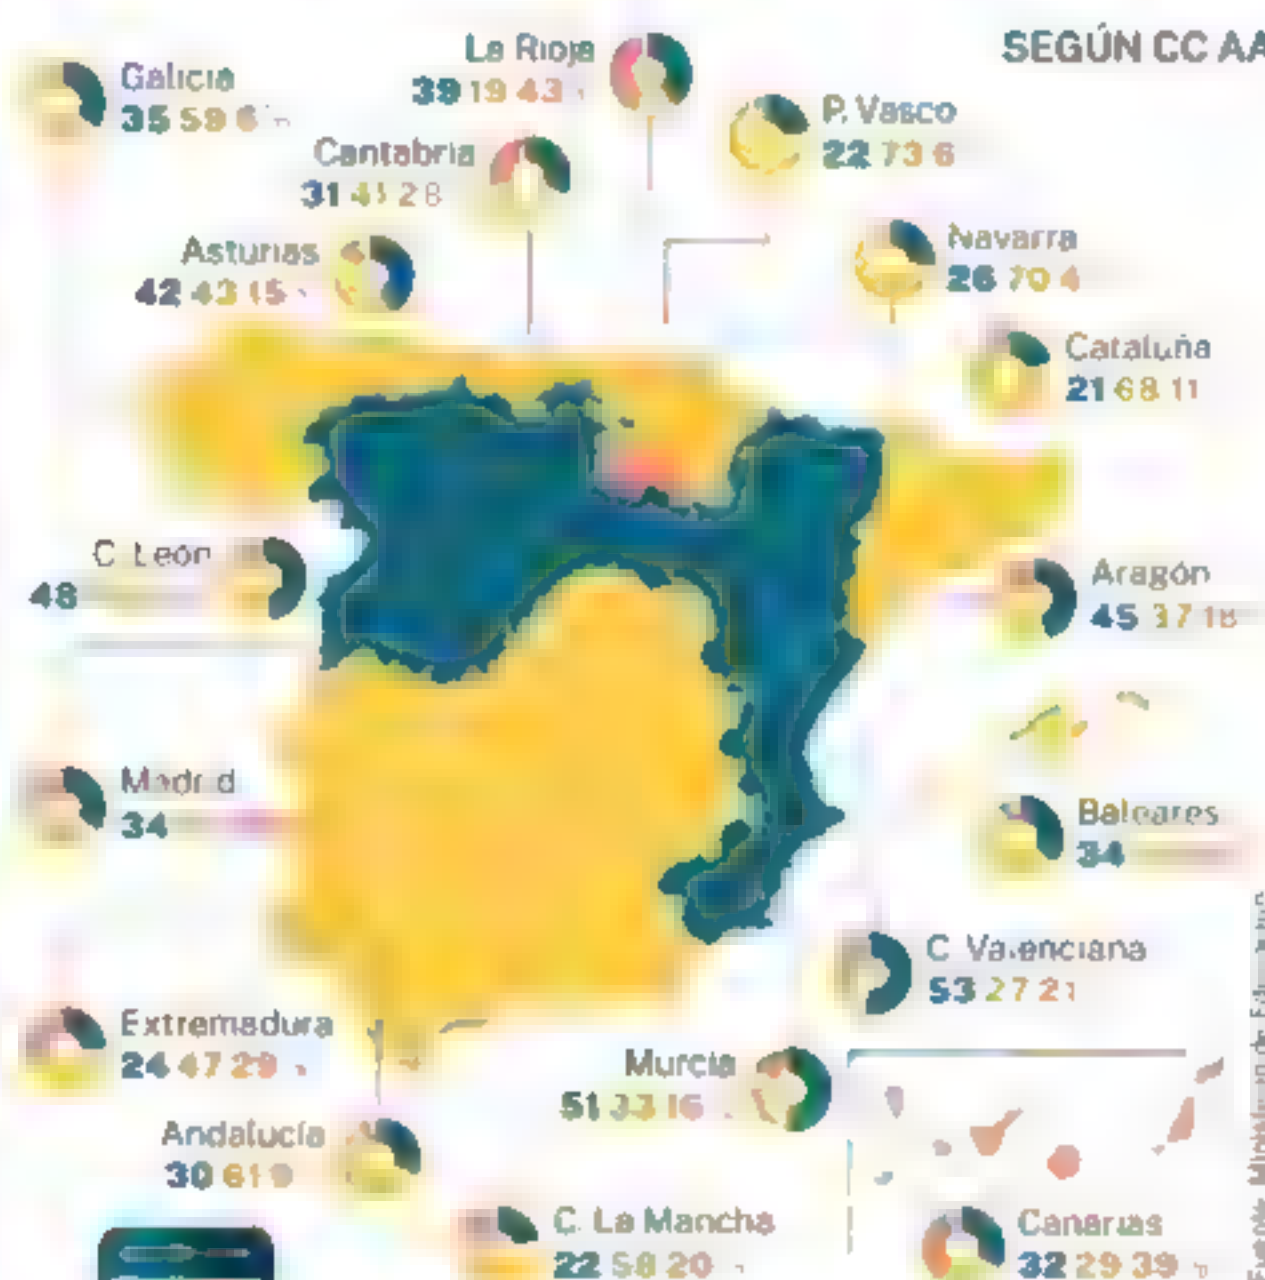 SEGÚN CC AA
La Rioja
39 19 43
Galicia
35 59 6
P. Vasco
22 73 6
Cantabria
31 41 28
Asturias
42 43 15
Navarra
26 70 4
Cataluña
21 68 11
C. León
48
Aragón
45 37 18
Madrid
34
Baleares
34
C. Valenciana
53 27 21
Extremadura
24 47 29
Murcia
51 33 16
Andalucía
30 61 9
C. La Mancha
22 58 20
Canarias
32 29 39